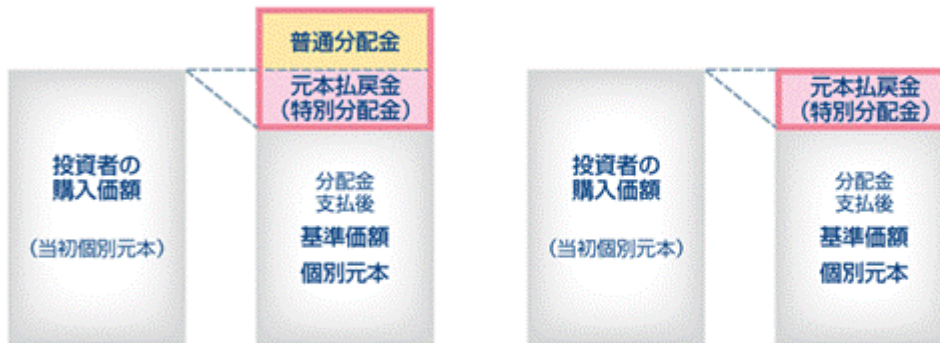 普通分配金
元本払戻金
(特別分配金)
投資者の
購入価額
(当初個別元本)
分配金
支払後
基準価額
個別元本
元本払戻金
(特別分配金)
投資者の
購入価額
(当初個別元本)
分配金
支払後
基準価額
個別元本